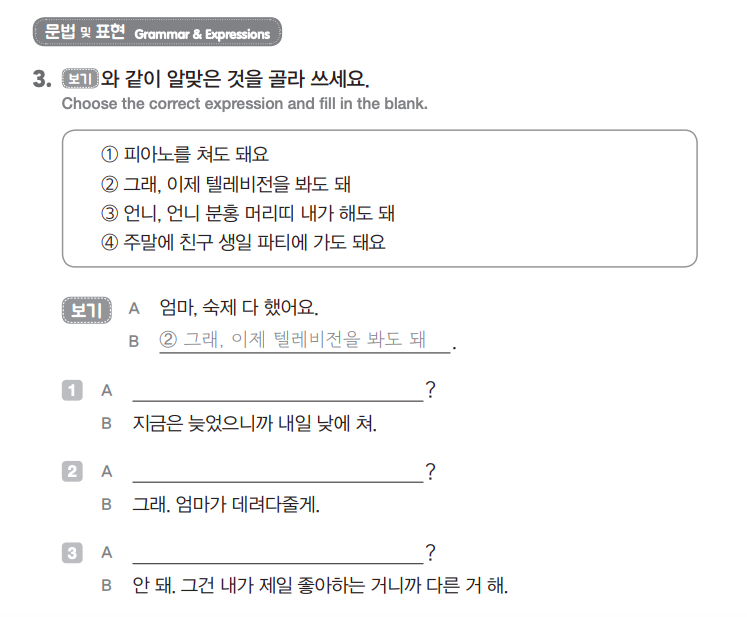 문법 및 표현 Grammar & Expressions
3. 보기와 같이 알맞은 것을 골라 쓰세요.
Choose the correct expression and fill in the blank.
① 피아노를 쳐도 돼요
② 그래, 이제 텔레비전을 봐도 돼
③ 언니, 언니 분홍 머리띠 내가 해도 돼
④ 주말에 친구 생일 파티에 가도 돼요
보기 A 엄마, 숙제 다 했어요.
B ② 그래, 이제 텔레비전을 봐도 돼.
1 A ?
B 지금은 늦었으니까 내일 낮에 쳐.
2 A ?
B 그래. 엄마가 데려다줄게.
3 A ?
B 안 돼. 그건 내가 제일 좋아하는 거니까 다른 거 해.